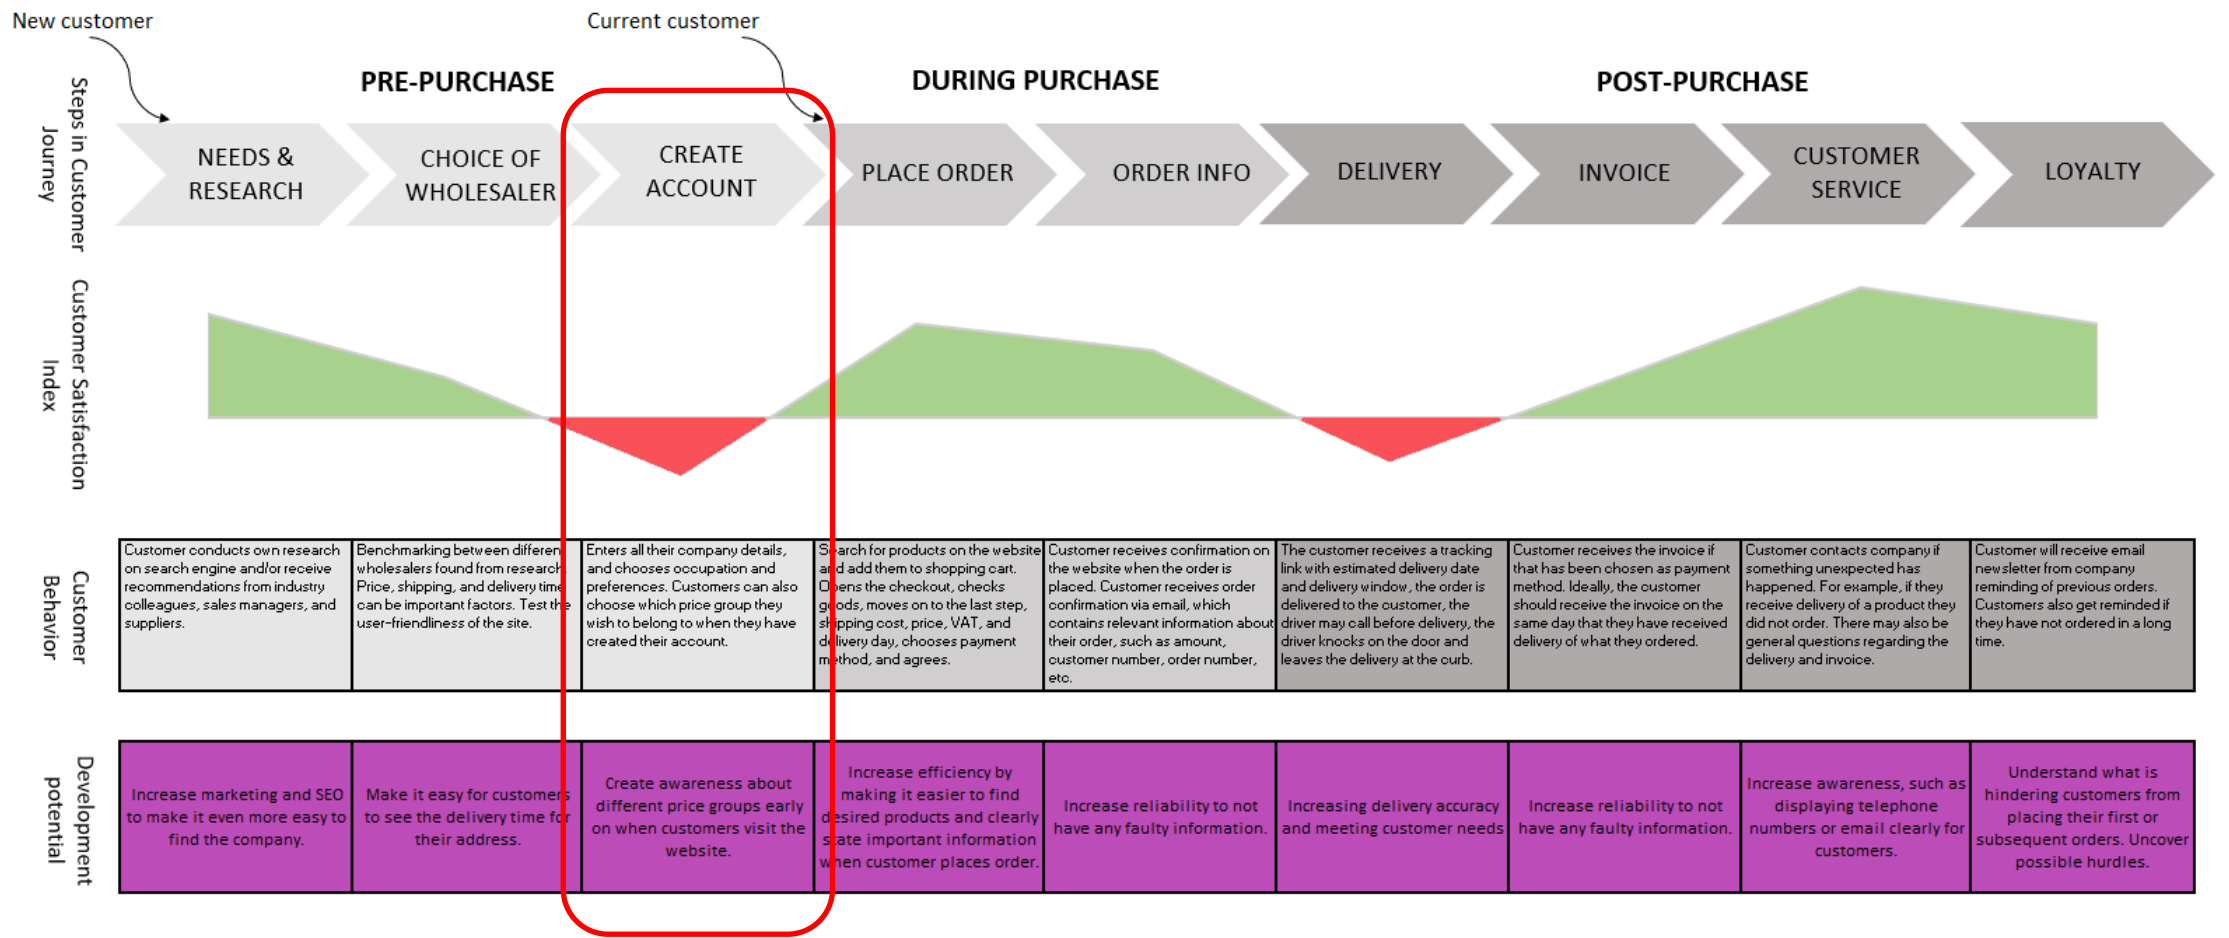 New customer
Current customer
PRE-PURCHASE
DURING PURCHASE
POST-PURCHASE
Steps in Customer
Journey
NEEDS &
RESEARCH
CHOICE OF
WHOLESALER
CREATE
ACCOUNT
PLACE ORDER
ORDER INFO
DELIVERY
INVOICE
CUSTOMER
SERVICE
LOYALTY
Customer Satisfaction
Index
Customer
Behavior
Customer conducts own research
on search engine and/or receive
recommendations from industry
colleagues, sales managers, and
suppliers.
Benchmarking between different
wholesalers found from research.
Price, shipping, and delivery time
can be important factors. Test the
user-friendliness of the site.
Enters all their company details,
and chooses occupation and
preferences. Customers can also
choose which price group they
wish to belong to when they have
created their account.
Search for products on the website
and add them to shopping cart.
Opens the checkout, checks
goods, moves on to the last step,
shipping cost, price, VAT, and
delivery day, chooses payment
method, and agrees.
Customer receives confirmation on
the website when the order is
placed. Customer receives order
confirmation via email, which
contains relevant information about
their order, such as amount,
customer number, order number,
etc.
The customer receives a tracking
link with estimated delivery date
and delivery window, the order is
delivered to the customer, the
driver may call before delivery, the
driver knocks on the door and
leaves the delivery at the curb.
Customer receives the invoice if
that has been chosen as payment
method. Ideally, the customer
should receive the invoice on the
same day that they have received
delivery of what they ordered.
Customer contacts company if
something unexpected has
happened. For example, if they
receive delivery of a product they
did not order. There may also be
general questions regarding the
delivery and invoice.
Customer will receive email
newsletter from company
reminding of previous orders.
Customers also get reminded if
they have not ordered in a long
time.
Development
potential
Increase marketing and SEO
to make it even more easy to
find the company.
Make it easy for customers
to see the delivery time for
their address.
Create awareness about
different price groups early
on when customers visit the
website.
Increase efficiency by
making it easier to find
desired products and clearly
state important information
when customer places order.
Increase reliability to not
have any faulty information.
Increasing delivery accuracy
and meeting customer needs
Increase reliability to not
have any faulty information.
Increase awareness, such as
displaying telephone
numbers or email clearly for
customers.
Understand what is
hindering customers from
placing their first or
subsequent orders. Uncover
possible hurdles.